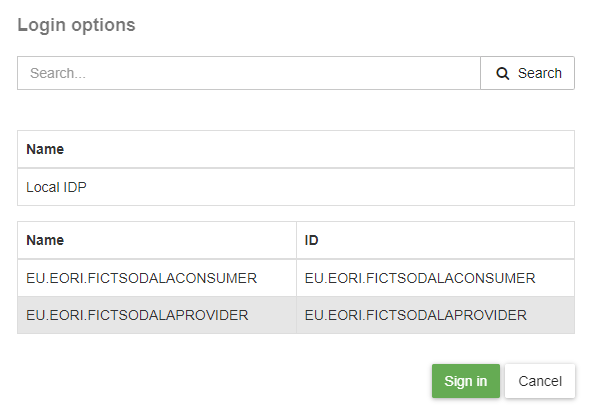 Login options
Search... Search
Name
Local IDP
Name ID
EU.EORI.FICTSODALACONSUMER EU.EORI.FICTSODALACONSUMER
EU.EORI.FICTSODALAPROVIDER EU.EORI.FICTSODALAPROVIDER
Sign in Cancel